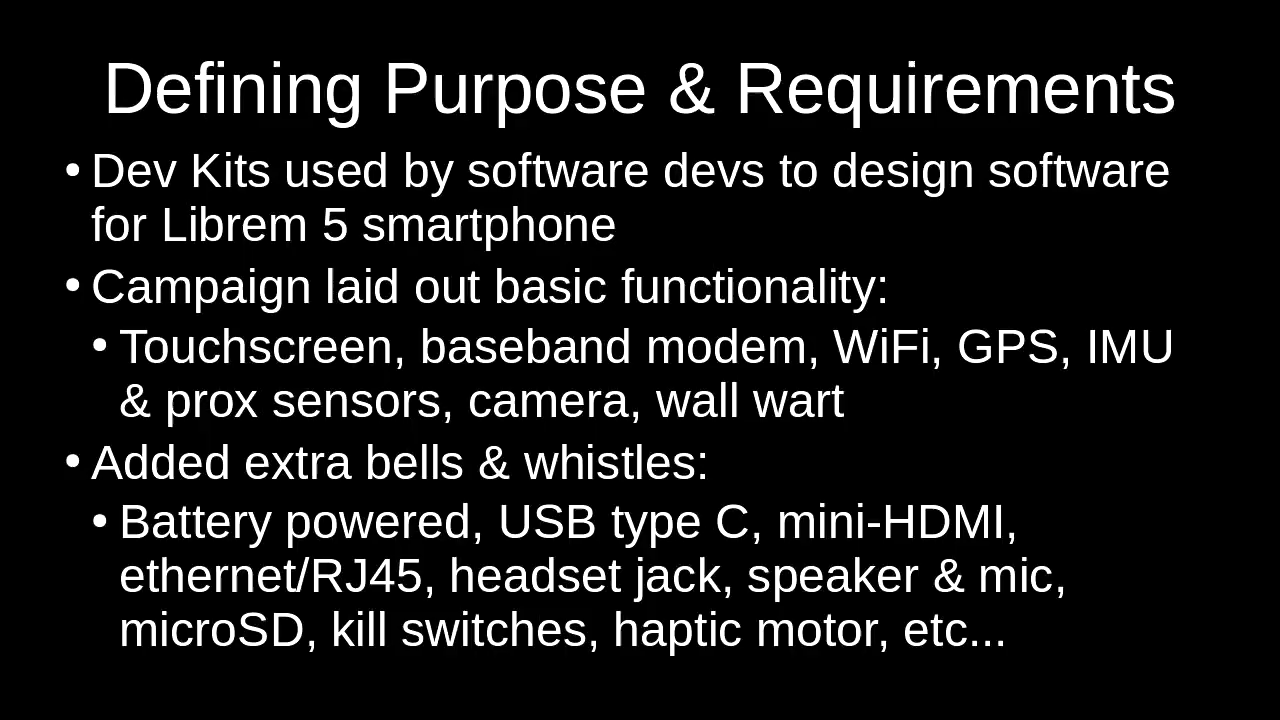 Defining Purpose & Requirements
• Dev Kits used by software devs to design software
for Librem 5 smartphone
• Campaign laid out basic functionality:
• Touchscreen, baseband modem, WiFi, GPS, IMU
& prox sensors, camera, wall wart
• Added extra bells & whistles:
• Battery powered, USB type C, mini-HDMI,
ethernet/RJ45, headset jack, speaker & mic,
microSD, kill switches, haptic motor, etc...